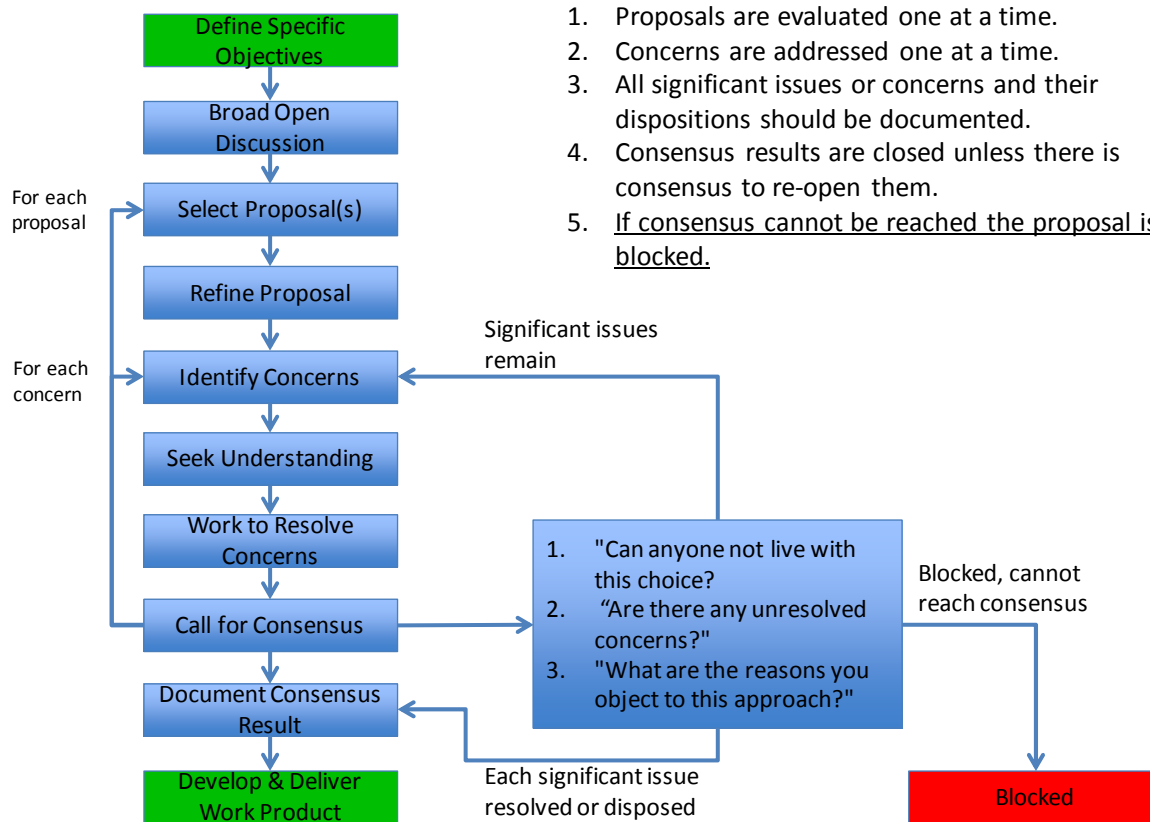 Define Specific
Objectives
Broad Open
Discussion
For each
proposal
Select Proposal(s)
Refine Proposal
For each
concern
Identify Concerns
Seek Understanding
Work to Resolve
Concerns
Call for Consensus
Document Consensus
Result
Develop & Deliver
Work Product
1. Proposals are evaluated one at a time.
2. Concerns are addressed one at a time.
3. All significant issues or concerns and their
dispositions should be documented.
4. Consensus results are closed unless there is
consensus to re-open them.
5. If consensus cannot be reached the proposal is
blocked.
Significant issues
remain
1. "Can anyone not live with
this choice?
2. “Are there any unresolved
concerns?"
3. "What are the reasons you
object to this approach?"
Blocked, cannot
reach consensus
Each significant issue
resolved or disposed
Blocked